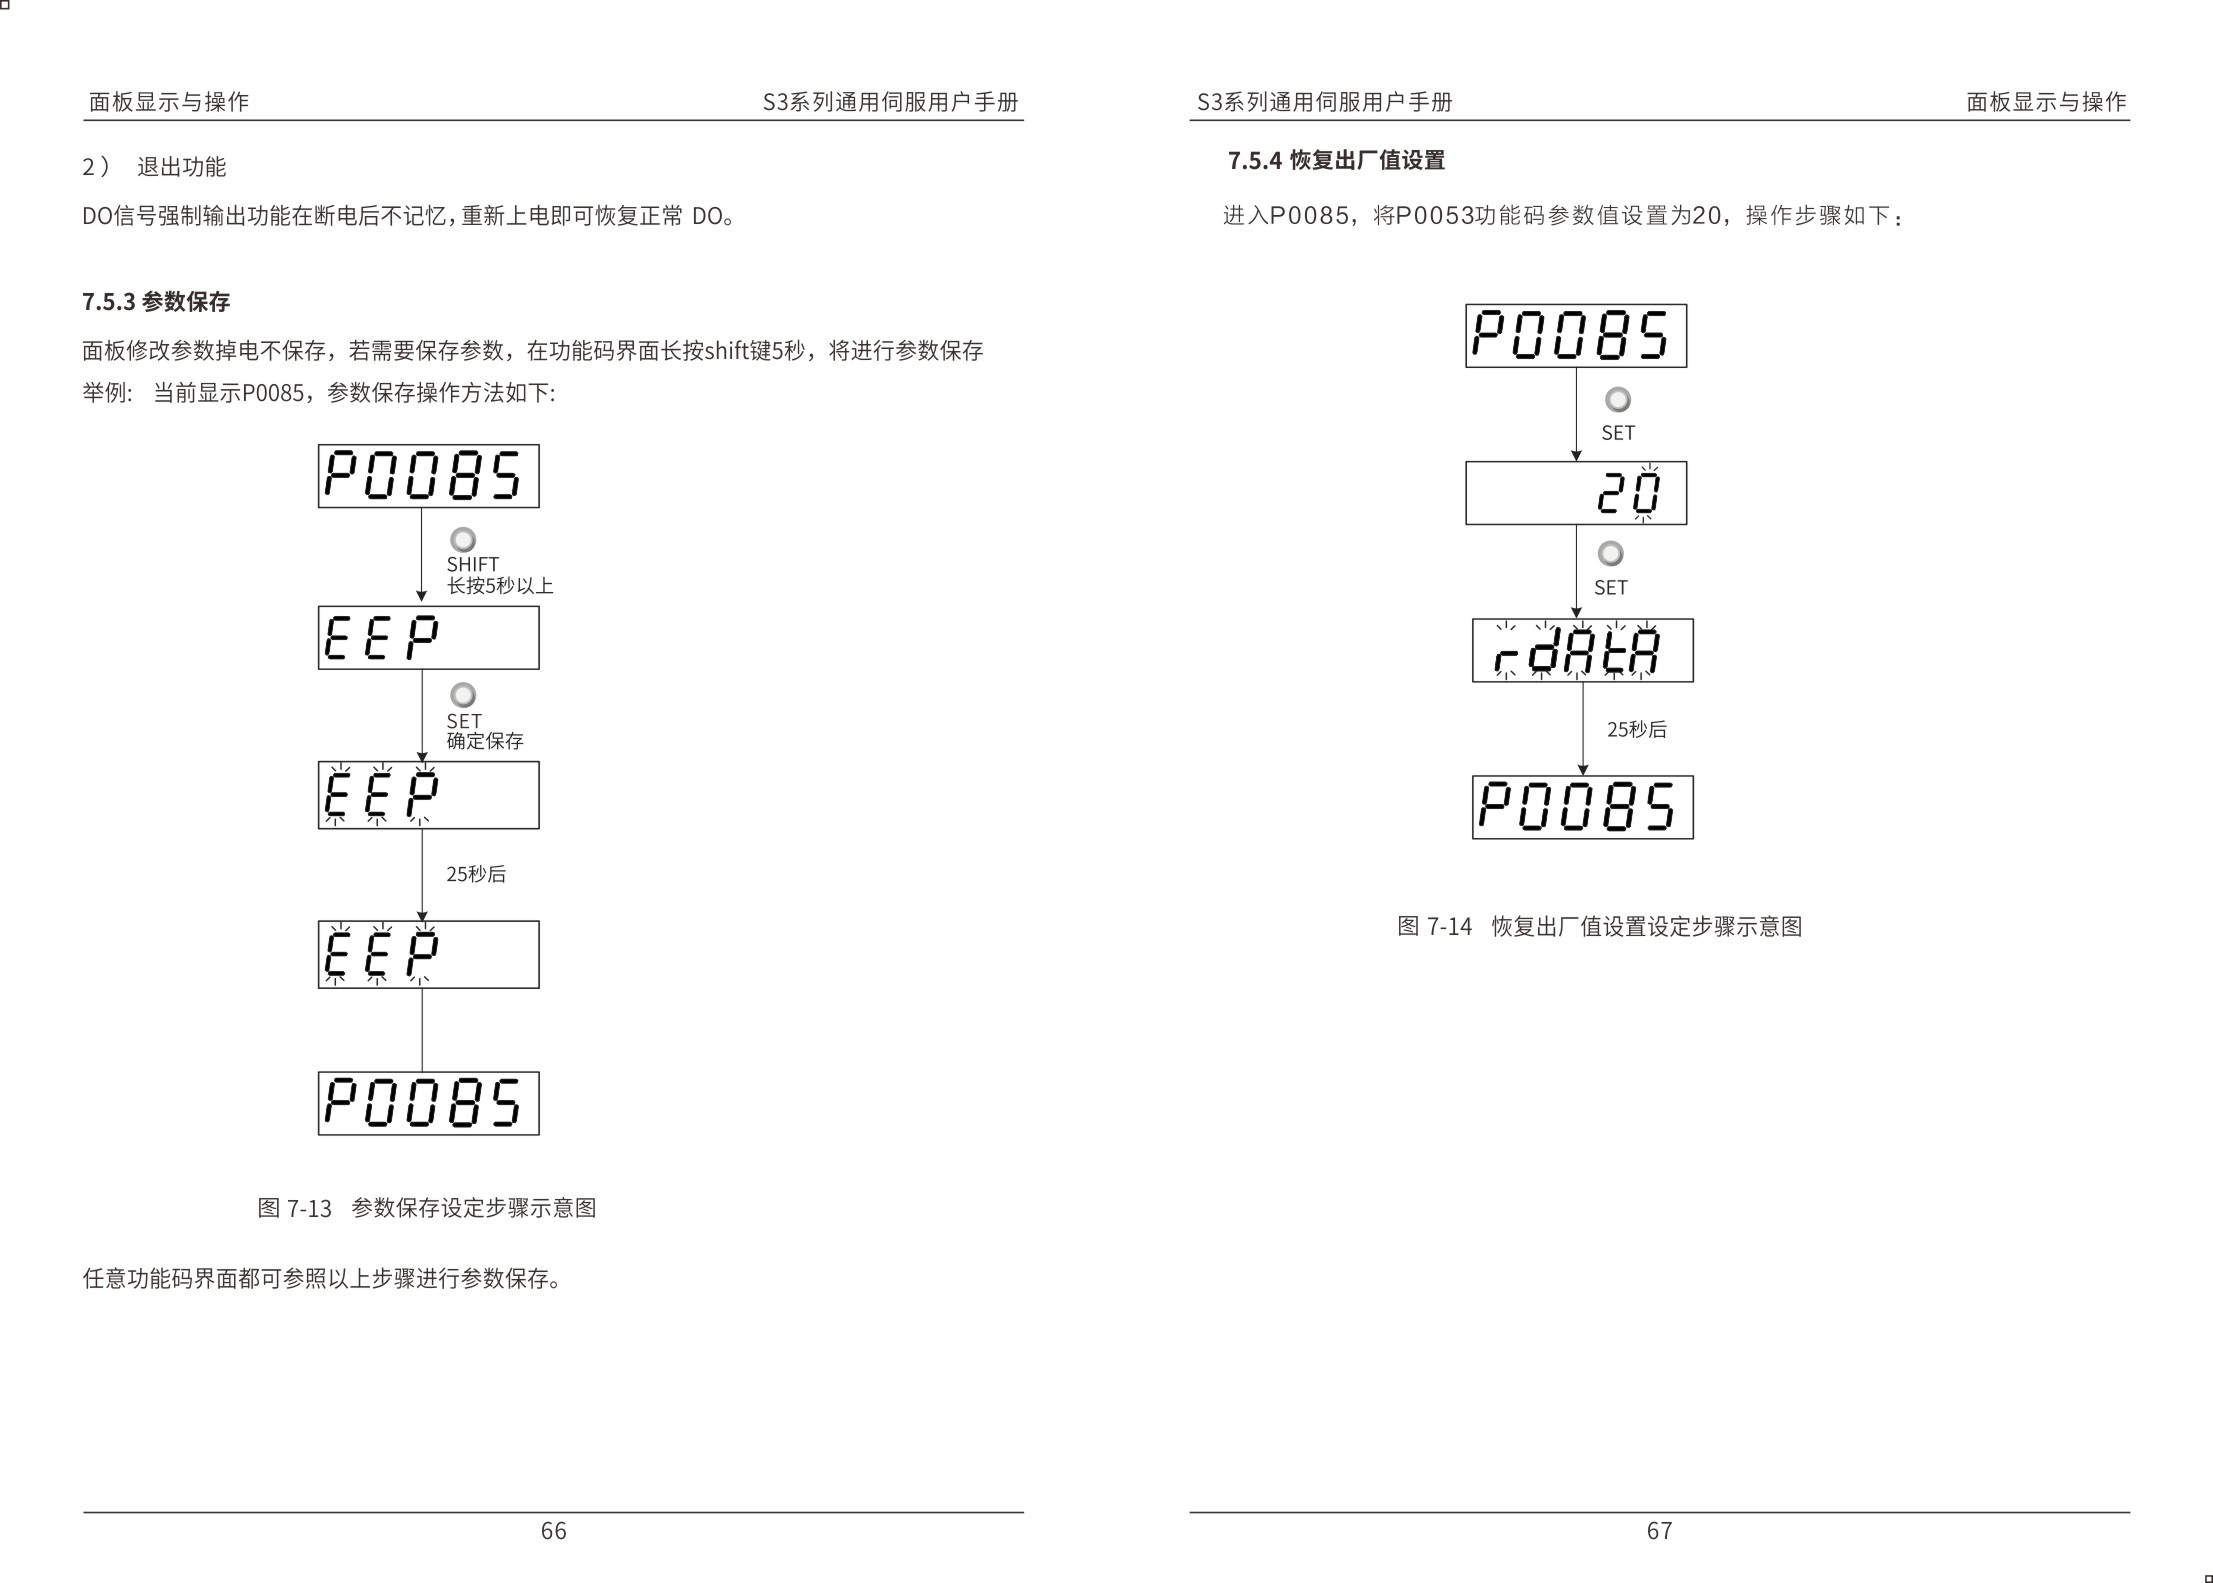 面板显示与操作
S3系列通用伺服用户手册
2） 退出功能
DO信号强制输出功能在断电后不记忆，重新上电即可恢复正常 DO。
7.5.3 参数保存
面板修改参数掉电不保存，若需要保存参数，在功能码界面长按shift键5秒，将进行参数保存
举例： 当前显示P0085，参数保存操作方法如下：
P0085
SHIFT
长按5秒以上
EEP
SET
确定保存
EEP
25秒后
EEP
P0085
图 7-13 参数保存设定步骤示意图
任意功能码界面都可参照以上步骤进行参数保存。
66
S3系列通用伺服用户手册
面板显示与操作
7.5.4 恢复出厂值设置
进入P0085，将P0053功能码参数值设置为20，操作步骤如下：
P0085
SET
20
SET
rdAtA
25秒后
P0085
图 7-14 恢复出厂值设置设定步骤示意图
67